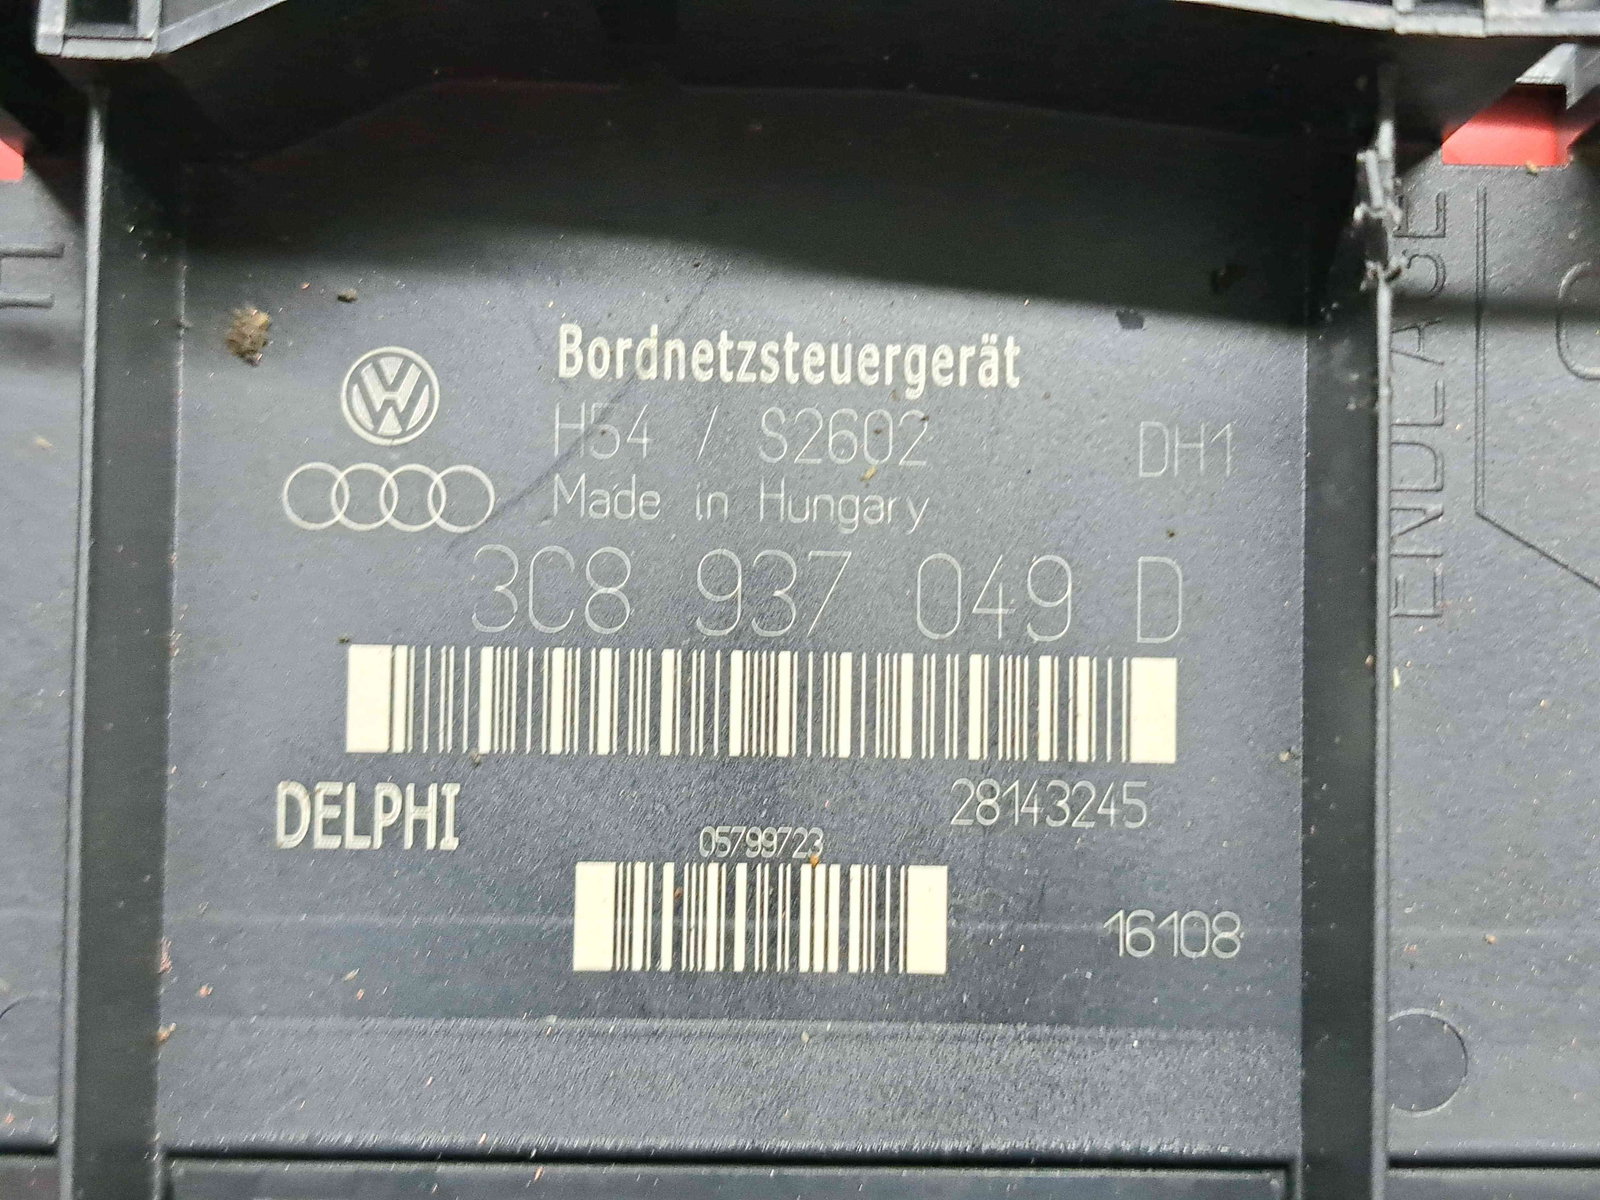 Bordnetzsteuergerät
H54 / S2602 DH1
Made in Hungary
3C8 937 049 D
DELPHI 28143245
05799723
16108
ENDLAGE